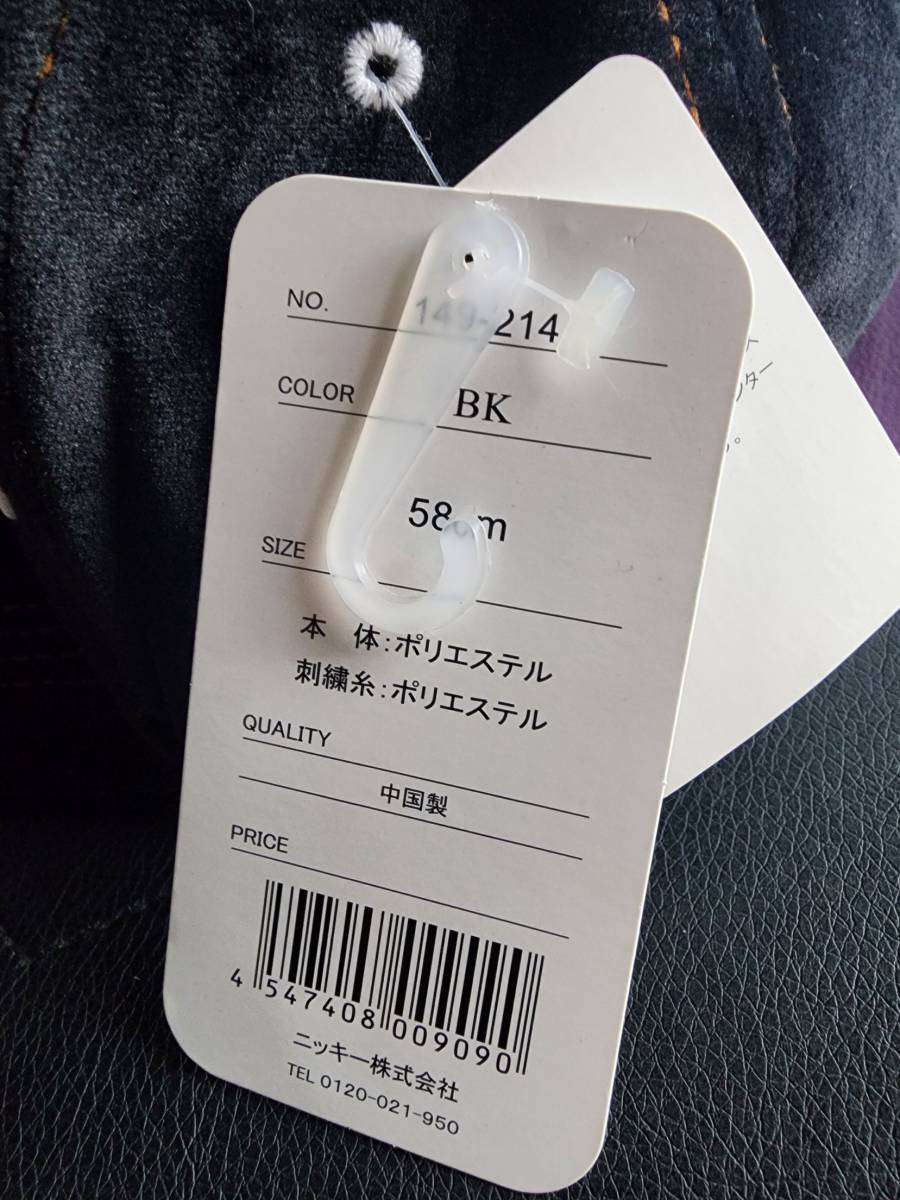 NO. 149-214
COLOR BK
58cm
SIZE
本　体：ポリエステル
刺繍糸：ポリエステル
QUALITY
中国製
PRICE
4 547408 009090
ニッキー株式会社
TEL 0120-021-950